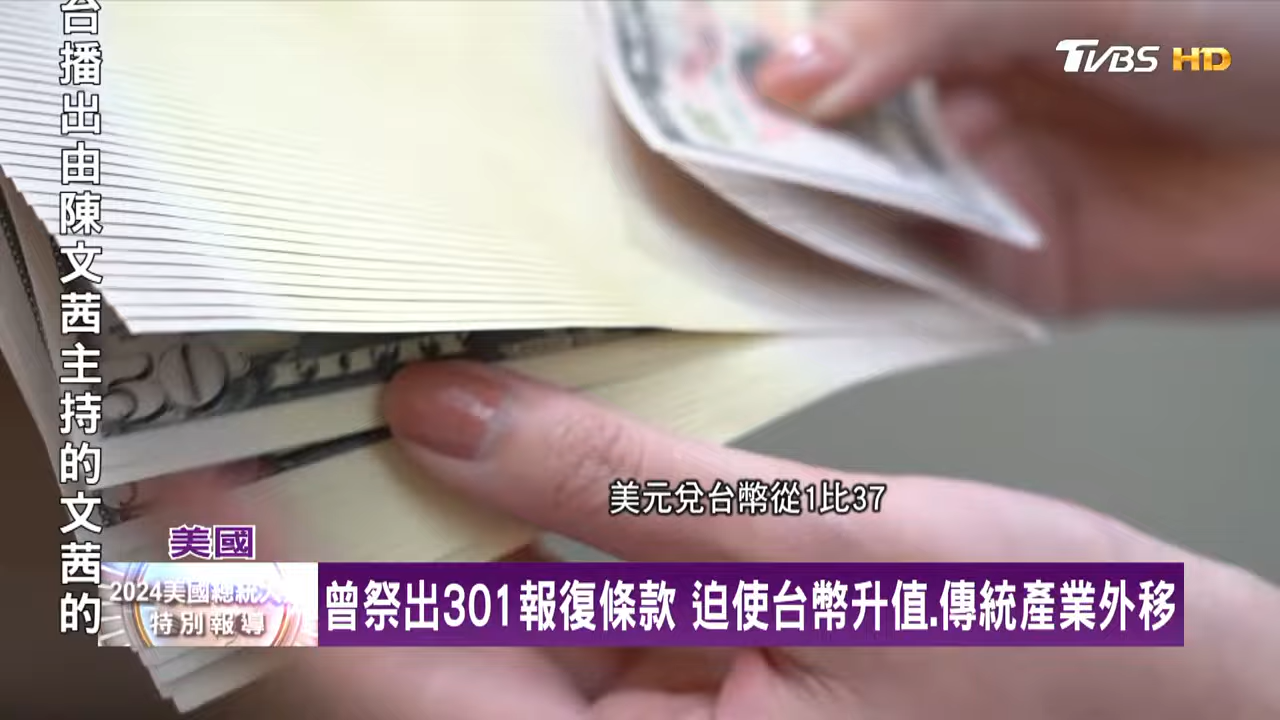 TVBS HD
台播出由陳文茜主持的文茜的
50
美元兌台幣從1比37
美國
2024美國總統大
特別報導
曾祭出301報復條款 迫使台幣升值.傳統產業外移